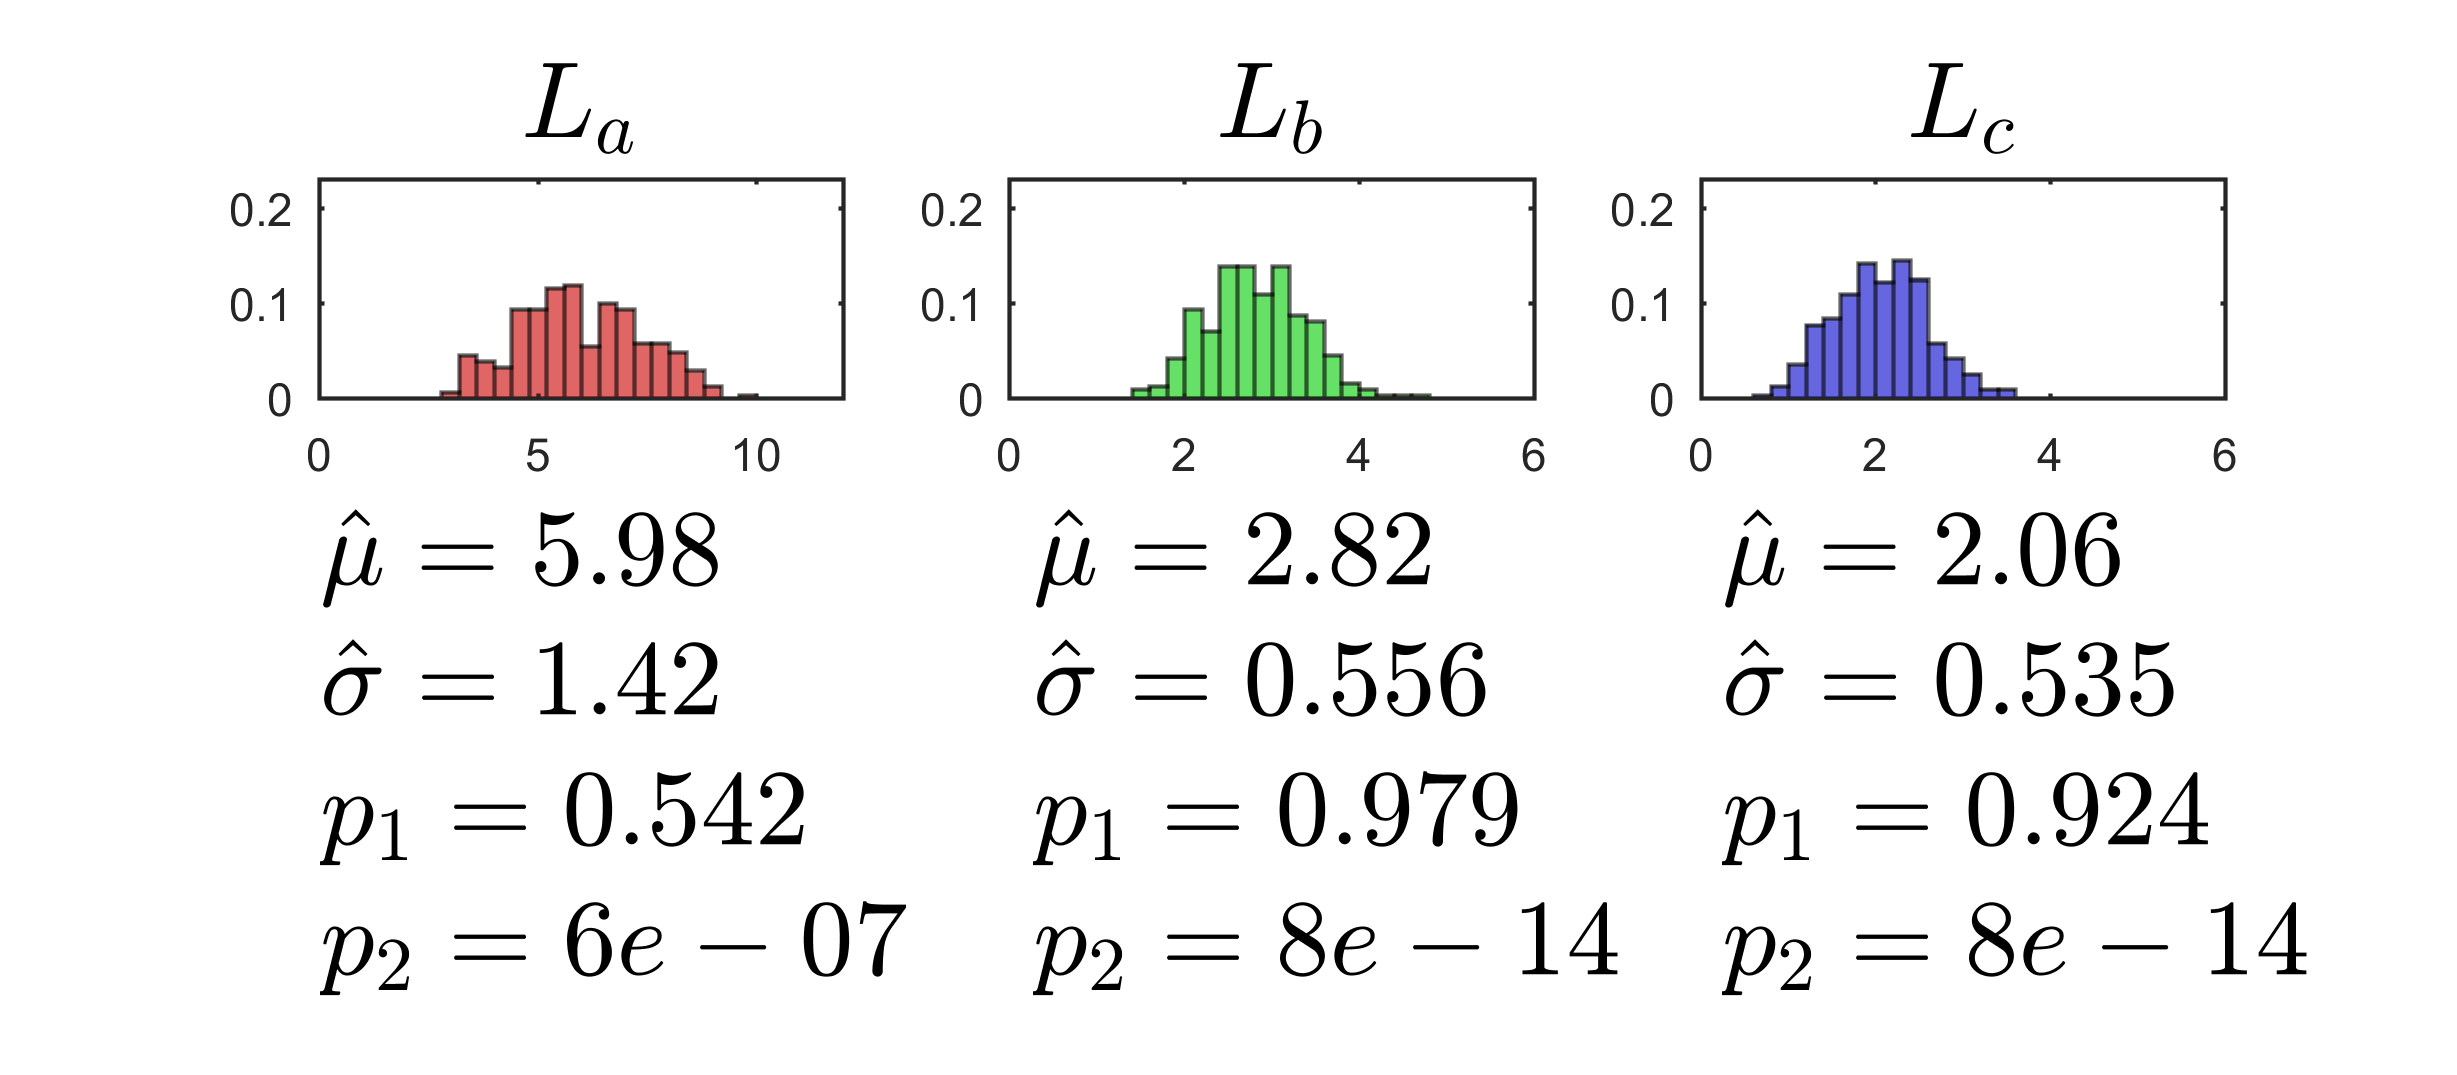 L_a L_b L_c
0.2 0.2 0.2
0.1 0.1 0.1
0 0 0
0 5 10 0 2 4 6 0 2 4 6
μ̂ = 5.98 μ̂ = 2.82 μ̂ = 2.06
σ̂ = 1.42 σ̂ = 0.556 σ̂ = 0.535
p₁ = 0.542 p₁ = 0.979 p₁ = 0.924
p₂ = 6e − 07 p₂ = 8e − 14 p₂ = 8e − 14